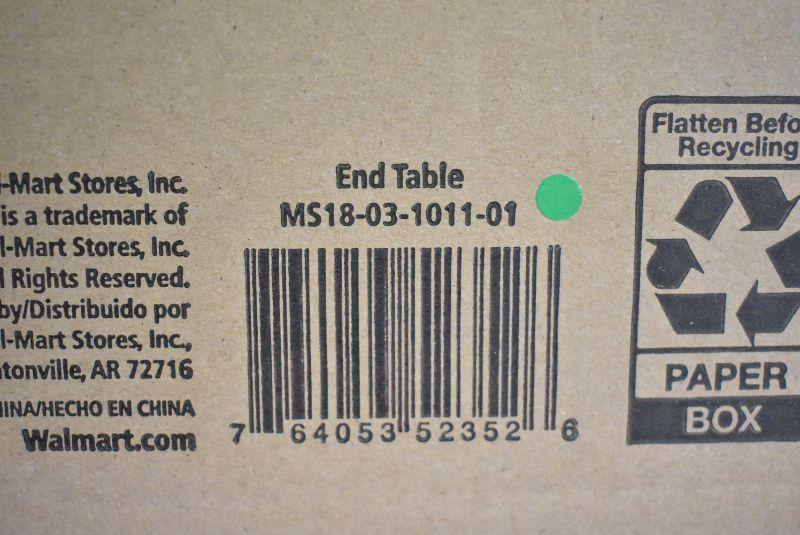 l-Mart Stores, Inc.
is a trademark of
l-Mart Stores, Inc.
l Rights Reserved.
by/Distribuido por
l-Mart Stores, Inc.,
tonville, AR 72716
HINA/HECHO EN CHINA
Walmart.com
End Table
MS18-03-1011-01
7 64053 52352 6
Flatten Befo
Recycling
PAPER
BOX